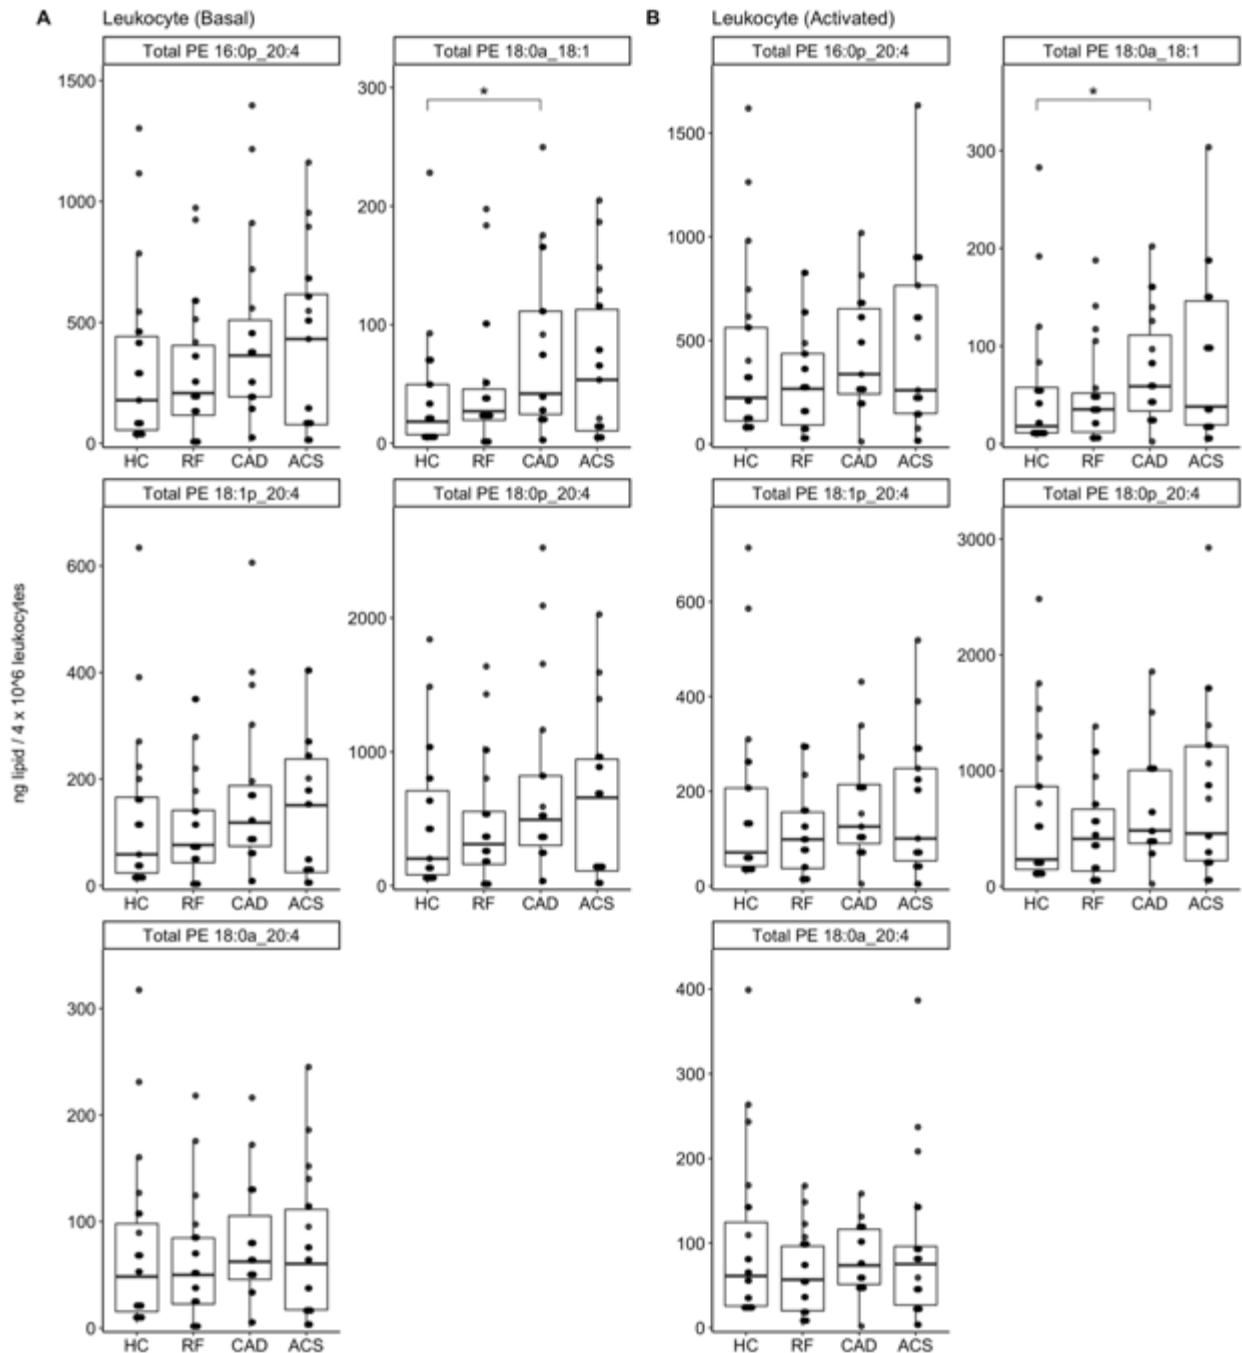 A Leukocyte (Basal)
B Leukocyte (Activated)
Total PE 16:0p_20:4
Total PE 18:0a_18:1
Total PE 16:0p_20:4
Total PE 18:0a_18:1
1500
1000
500
0
300
200
100
0
1500
1000
500
0
300
200
100
0
*
*
HC RF CAD ACS
HC RF CAD ACS
HC RF CAD ACS
HC RF CAD ACS
Total PE 18:1p_20:4
Total PE 18:0p_20:4
Total PE 18:1p_20:4
Total PE 18:0p_20:4
600
400
200
0
2000
1000
0
600
400
200
0
3000
2000
1000
0
HC RF CAD ACS
HC RF CAD ACS
HC RF CAD ACS
HC RF CAD ACS
ng lipid / 4 x 10^6 leukocytes
Total PE 18:0a_20:4
Total PE 18:0a_20:4
300
200
100
0
400
300
200
100
0
HC RF CAD ACS
HC RF CAD ACS